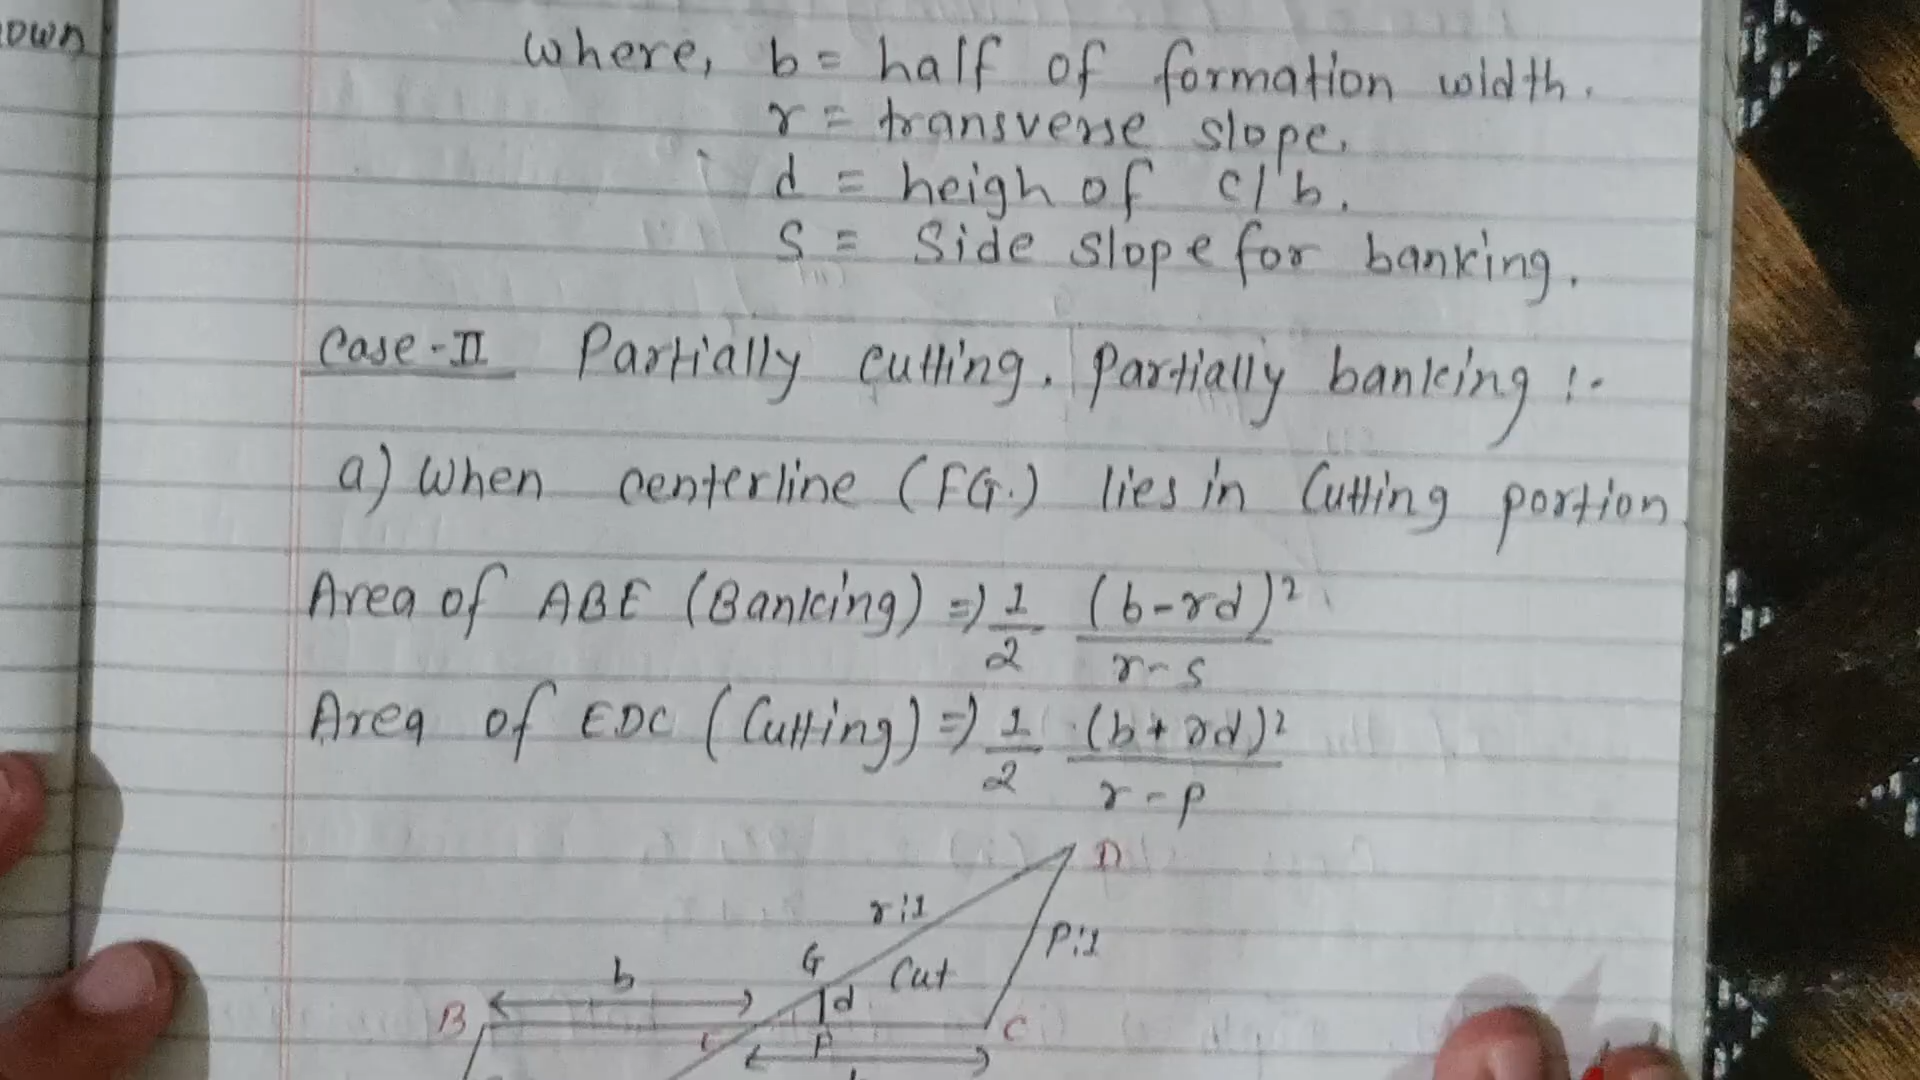 own
where, b = half of formation width.
r = transverse slope.
d = heigh of c/b.
S = Side slope for banking.
Case-II Partially cutting. Partially banking :-
a) When centerline (FG.) lies in Cutting portion
Area of ABE (Banking) => 1/2 (b-rd)²/r-s
Area of EDC (Cutting) => 1/2 (b+rd)²/r-p
D
r:1
P:1
G
Cut
b
d
B
C
F